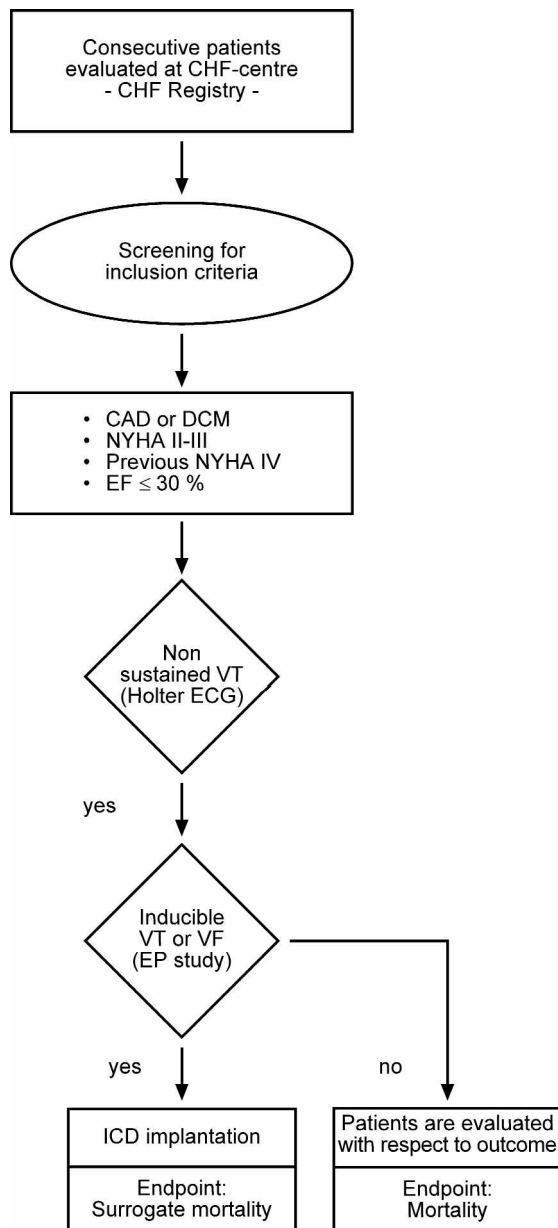 Consecutive patients
evaluated at CHF-centre
- CHF Registry -
Screening for
inclusion criteria
• CAD or DCM
• NYHA II-III
• Previous NYHA IV
• EF ≤ 30 %
Non
sustained VT
(Holter ECG)
yes
Inducible
VT or VF
(EP study)
yes
no
ICD implantation
Endpoint:
Surrogate mortality
Patients are evaluated
with respect to outcome
Endpoint:
Mortality